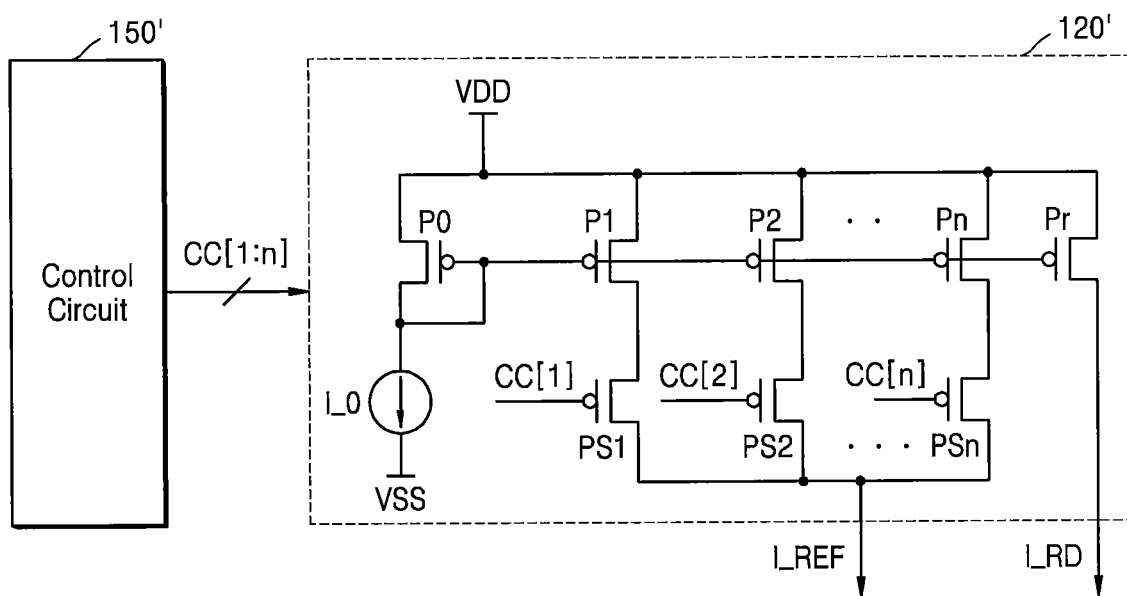 150'
120'
Control
Circuit
CC[1:n]
VDD
P0
P1
P2
. .
Pn
Pr
I_0
VSS
CC[1]
CC[2]
CC[n]
PS1
PS2
. . .
PSn
I_REF
I_RD